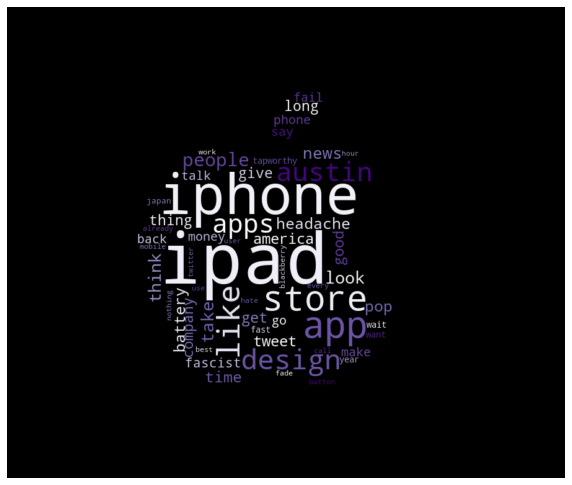 fail
long
phone
say
work
people
tapworthy
news
hour
talk
give
austin
japan
iphone
thing
apps
headache
already
back
money
user
america
good
mobile
ipad
twitter
blackberry
think
look
use
every
nothing
battery
company
take
like
hate
store
pop
get
go
app
wait
fast
tweet
want
best
call
make
fascist
design
year
time
fade
button